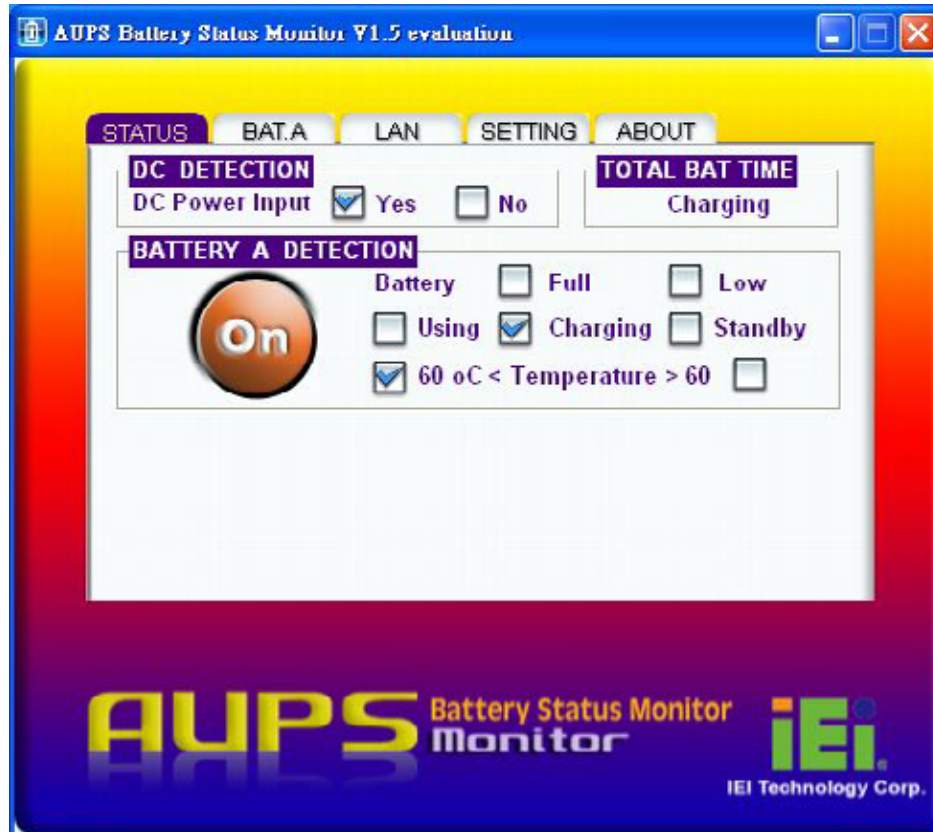 AUPS Battery Status Monitor V1.5 evaluation
STATUS BAT.A LAN SETTING ABOUT
DC DETECTION
DC Power Input Yes No
TOTAL BAT TIME
Charging
BATTERY A DETECTION
On
Battery Full Low
Using Charging Standby
60 oC < Temperature > 60
AUPS Battery Status Monitor
Monitor
iEi
IEI Technology Corp.